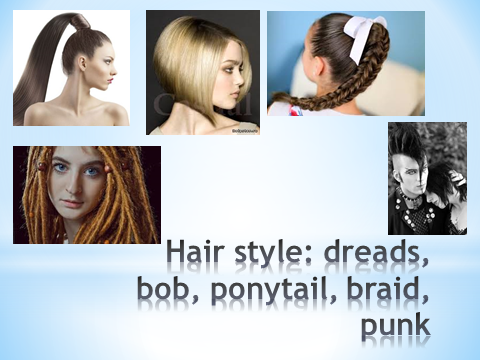 Hair style: dreads,
bob, ponytail, braid,
punk